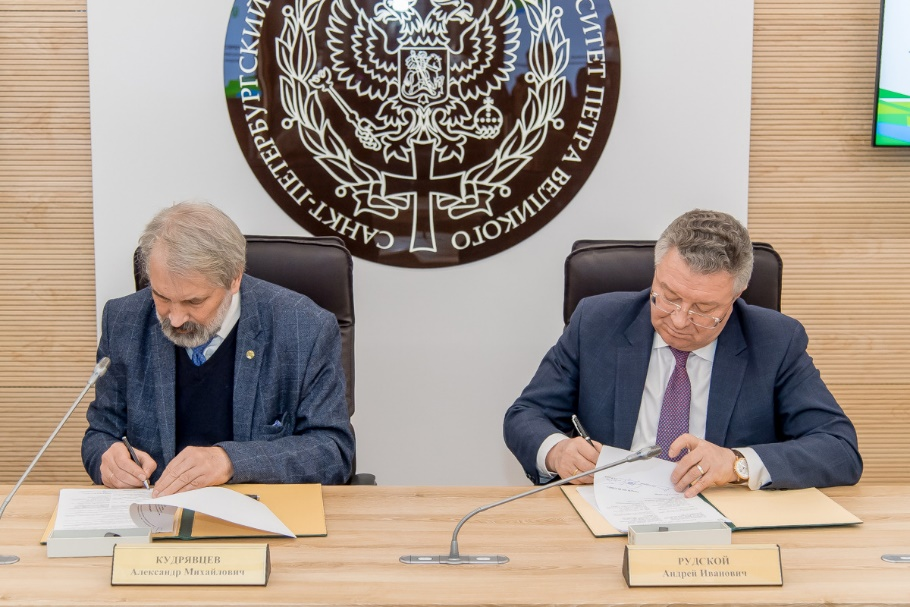 САНКТ-ПЕТЕРБУРГСКИЙ
СИТЕТ ПЕТРА ВЕЛИКОГО
КУДРЯВЦЕВ
Александр Михайлович
РУДСКОЙ
Андрей Иванович